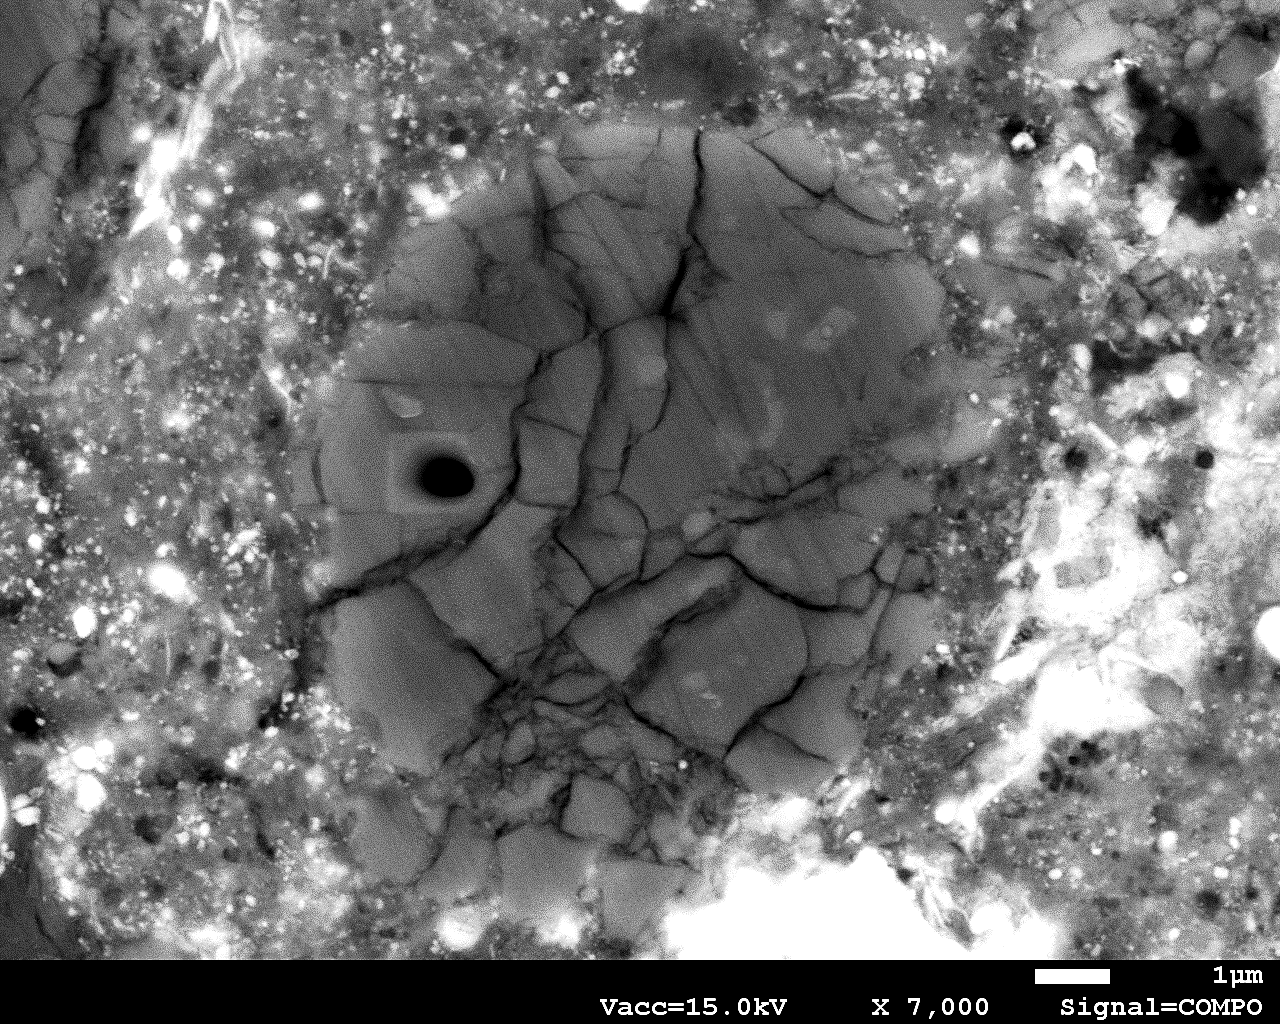 1µm
Vacc=15.0kV X 7,000 Signal=COMPO